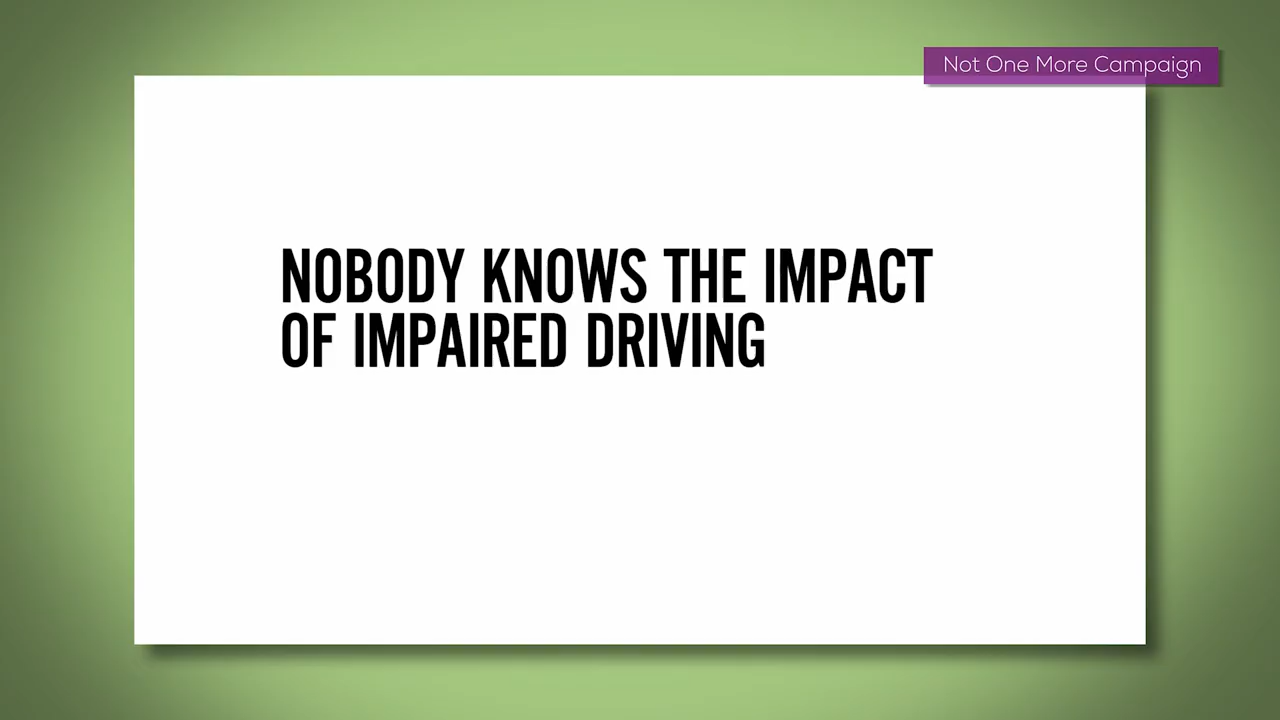 Not One More Campaign
NOBODY KNOWS THE IMPACT
OF IMPAIRED DRIVING